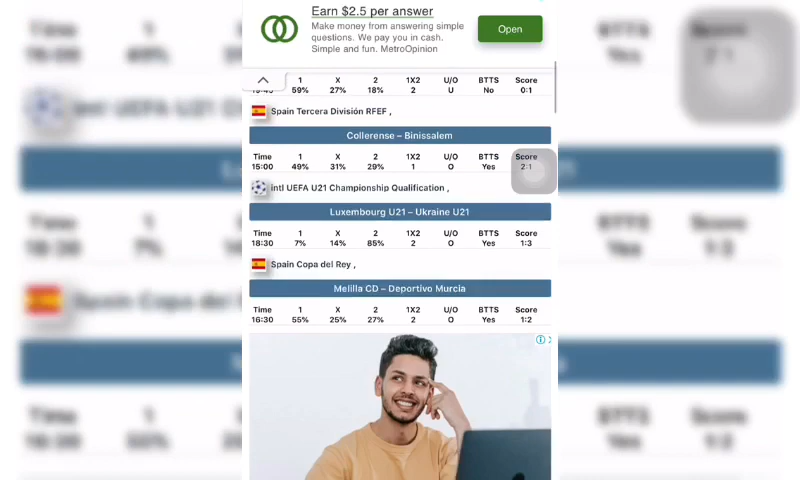 Earn $2.5 per answer
Make money from answering simple
questions. We pay you in cash.
Simple and fun. MetroOpinion
Open
1 X 2 1X2 U/O BTTS Score
59% 27% 18% 2 U No 0:1
Spain Tercera División RFEF ,
Collerense – Binissalem
Time 1 X 2 1X2 U/O BTTS Score
15:00 49% 31% 29% 1 O Yes 2:1
intl UEFA U21 Championship Qualification ,
Luxembourg U21 – Ukraine U21
Time 1 X 2 1X2 U/O BTTS Score
18:30 7% 14% 85% 2 O Yes 1:3
Spain Copa del Rey ,
Melilla CD – Deportivo Murcia
Time 1 X 2 1X2 U/O BTTS Score
16:30 55% 25% 27% 2 O Yes 1:2